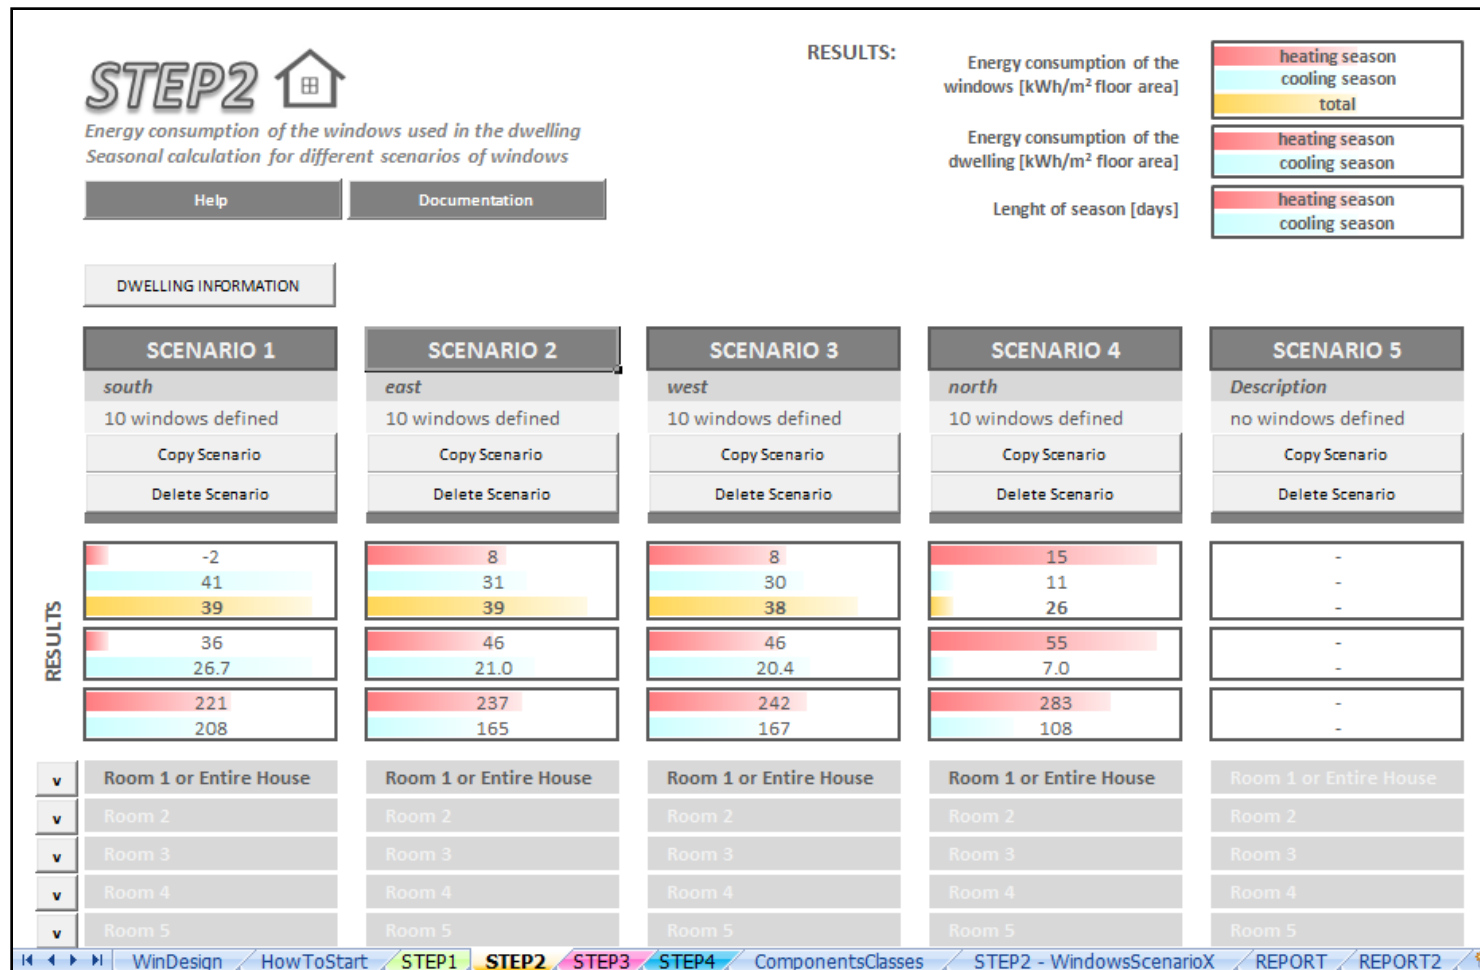 STEP2
Energy consumption of the windows used in the dwelling
Seasonal calculation for different scenarios of windows
Help Documentation
RESULTS:
Energy consumption of the
windows [kWh/m² floor area]
heating season
cooling season
total
Energy consumption of the
dwelling [kWh/m² floor area]
heating season
cooling season
Lenght of season [days]
heating season
cooling season
DWELLING INFORMATION
SCENARIO 1 SCENARIO 2 SCENARIO 3 SCENARIO 4 SCENARIO 5
south east west north Description
10 windows defined 10 windows defined 10 windows defined 10 windows defined no windows defined
Copy Scenario Copy Scenario Copy Scenario Copy Scenario Copy Scenario
Delete Scenario Delete Scenario Delete Scenario Delete Scenario Delete Scenario
RESULTS
-2 8 8 15 -
41 31 30 11 -
39 39 38 26 -
36 46 46 55 -
26.7 21.0 20.4 7.0 -
221 237 242 283 -
208 165 167 108 -
v Room 1 or Entire House Room 1 or Entire House Room 1 or Entire House Room 1 or Entire House Room 1 or Entire House
v Room 2 Room 2 Room 2 Room 2 Room 2
v Room 3 Room 3 Room 3 Room 3 Room 3
v Room 4 Room 4 Room 4 Room 4 Room 4
v Room 5 Room 5 Room 5 Room 5 Room 5
WinDesign HowToStart STEP1 STEP2 STEP3 STEP4 ComponentsClasses STEP2 - WindowsScenarioX REPORT REPORT2